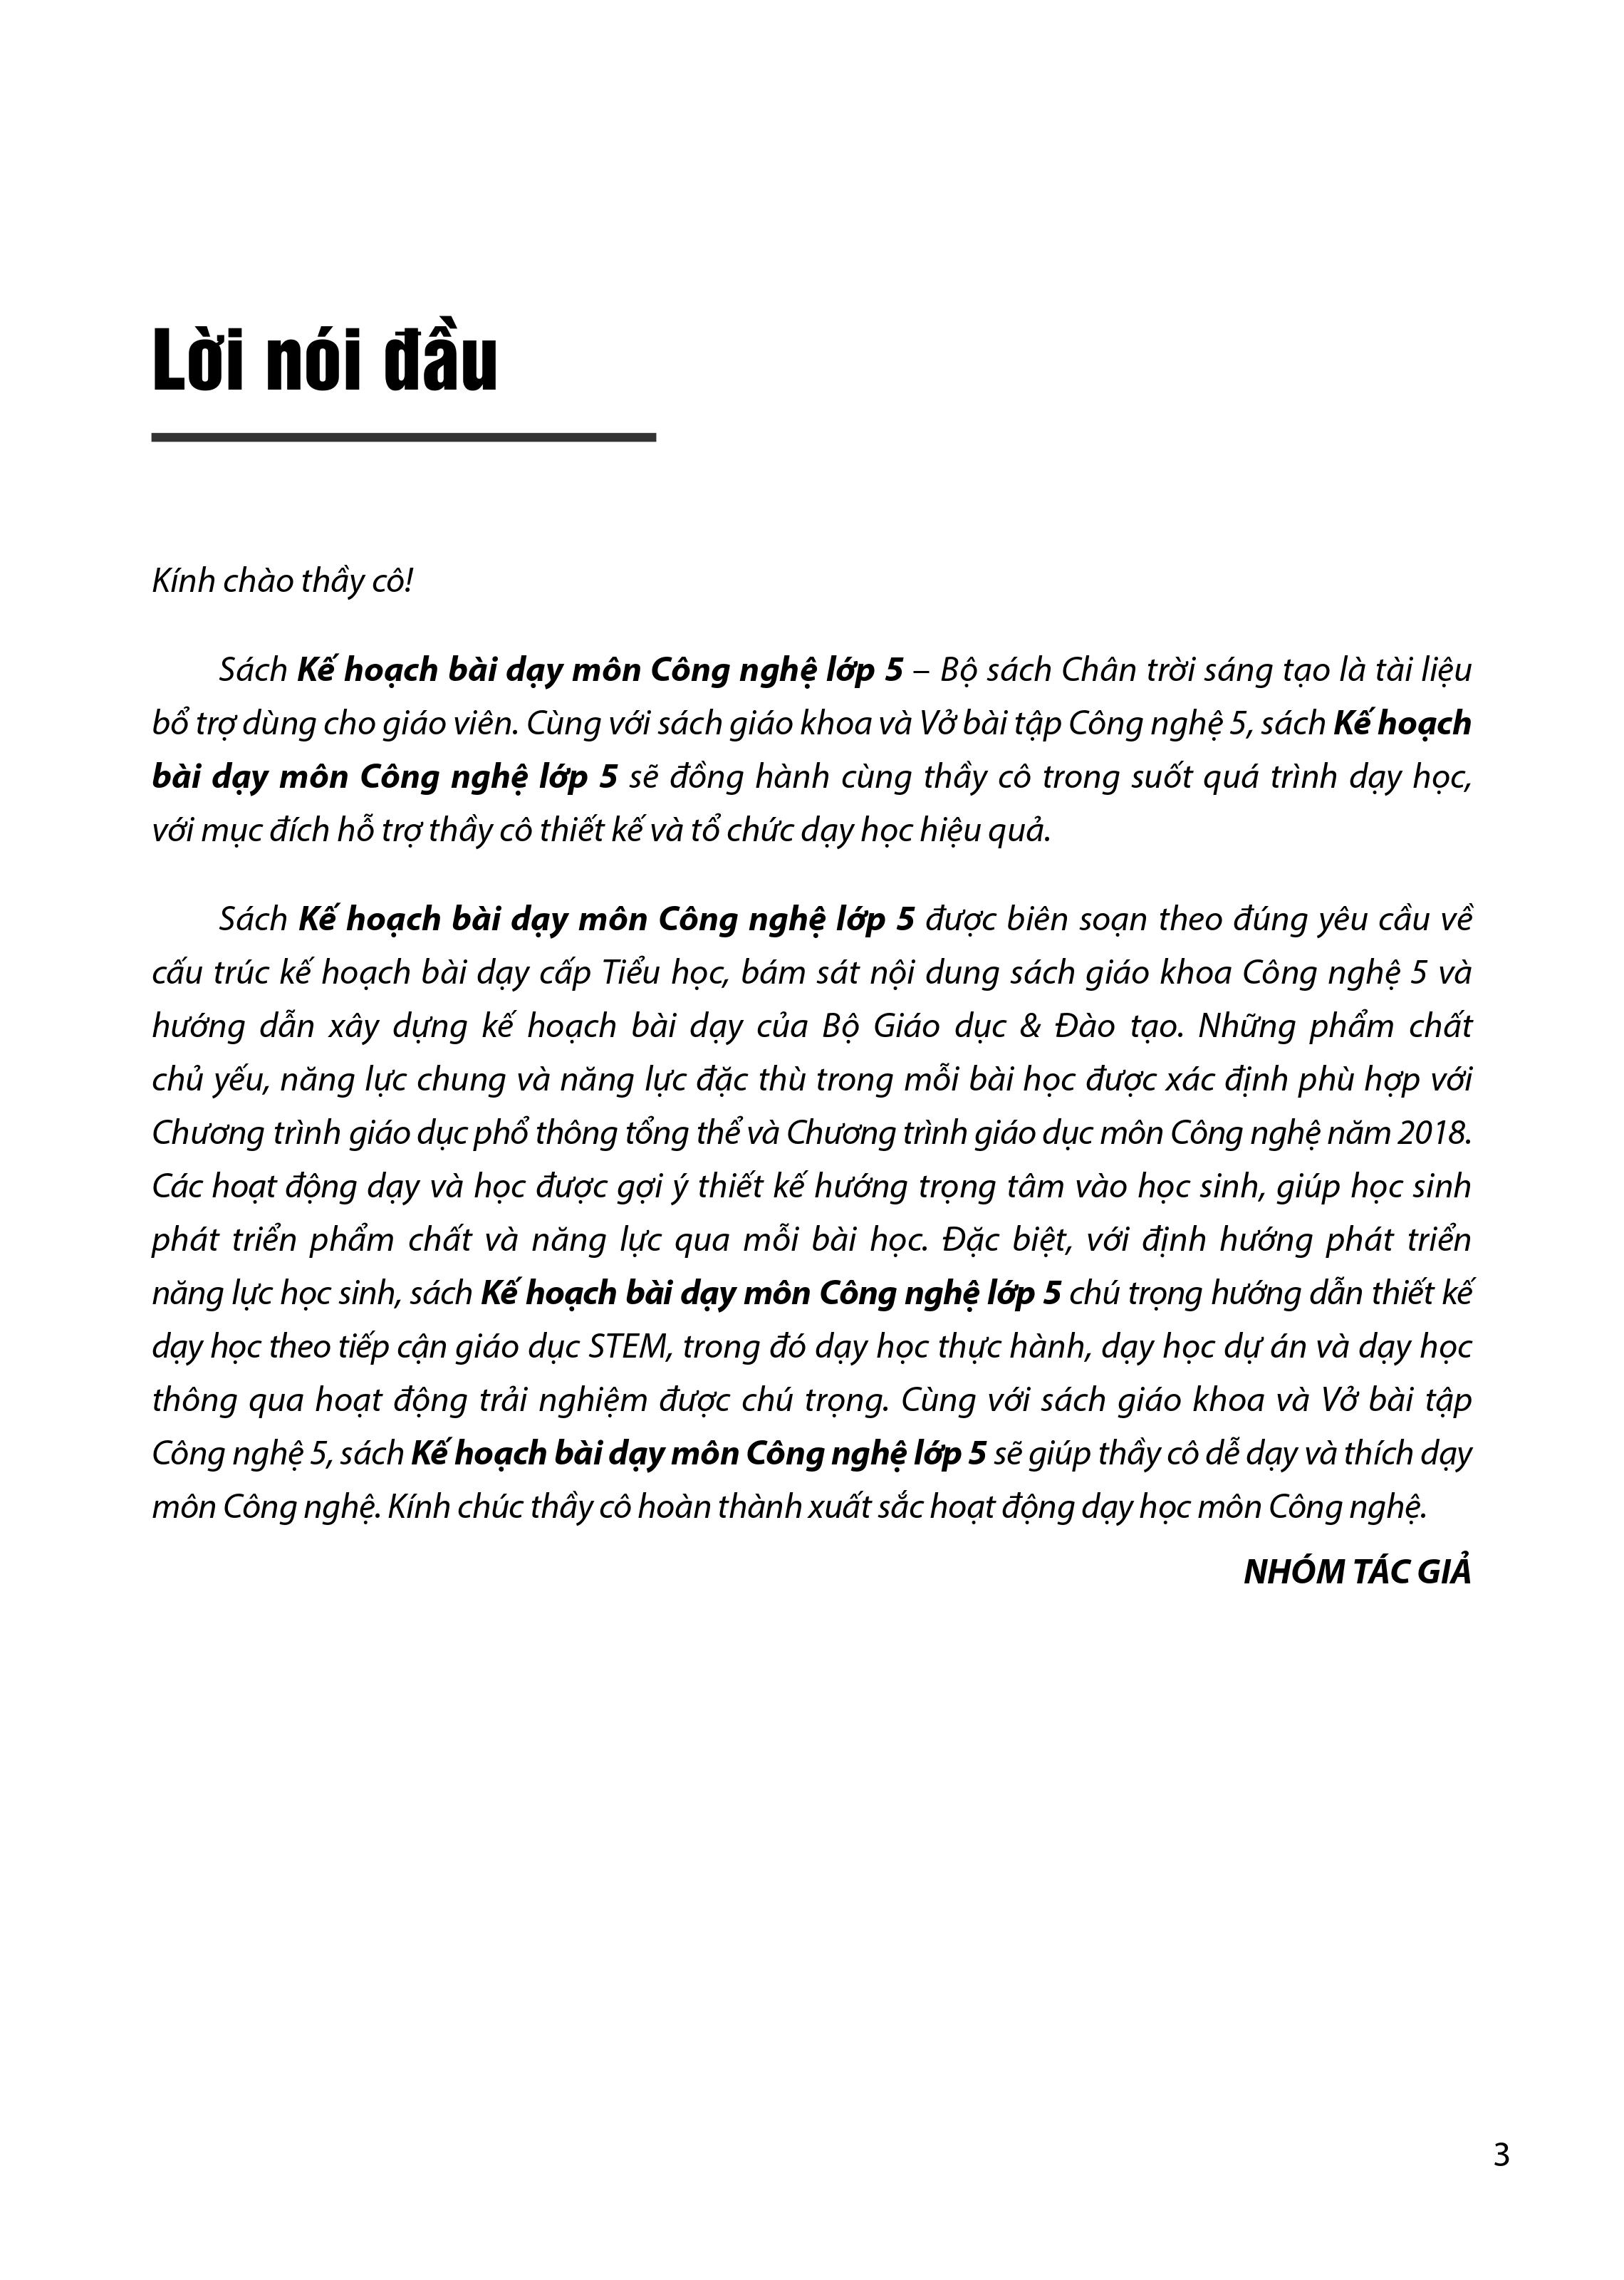 Lời nói đầu
Kính chào thầy cô!
Sách Kế hoạch bài dạy môn Công nghệ lớp 5 – Bộ sách Chân trời sáng tạo là tài liệu
bổ trợ dùng cho giáo viên. Cùng với sách giáo khoa và Vở bài tập Công nghệ 5, sách Kế hoạch
bài dạy môn Công nghệ lớp 5 sẽ đồng hành cùng thầy cô trong suốt quá trình dạy học,
với mục đích hỗ trợ thầy cô thiết kế và tổ chức dạy học hiệu quả.
Sách Kế hoạch bài dạy môn Công nghệ lớp 5 được biên soạn theo đúng yêu cầu về
cấu trúc kế hoạch bài dạy cấp Tiểu học, bám sát nội dung sách giáo khoa Công nghệ 5 và
hướng dẫn xây dựng kế hoạch bài dạy của Bộ Giáo dục & Đào tạo. Những phẩm chất
chủ yếu, năng lực chung và năng lực đặc thù trong mỗi bài học được xác định phù hợp với
Chương trình giáo dục phổ thông tổng thể và Chương trình giáo dục môn Công nghệ năm 2018.
Các hoạt động dạy và học được gợi ý thiết kế hướng trọng tâm vào học sinh, giúp học sinh
phát triển phẩm chất và năng lực qua mỗi bài học. Đặc biệt, với định hướng phát triển
năng lực học sinh, sách Kế hoạch bài dạy môn Công nghệ lớp 5 chú trọng hướng dẫn thiết kế
dạy học theo tiếp cận giáo dục STEM, trong đó dạy học thực hành, dạy học dự án và dạy học
thông qua hoạt động trải nghiệm được chú trọng. Cùng với sách giáo khoa và Vở bài tập
Công nghệ 5, sách Kế hoạch bài dạy môn Công nghệ lớp 5 sẽ giúp thầy cô dễ dạy và thích dạy
môn Công nghệ. Kính chúc thầy cô hoàn thành xuất sắc hoạt động dạy học môn Công nghệ.
NHÓM TÁC GIẢ
3